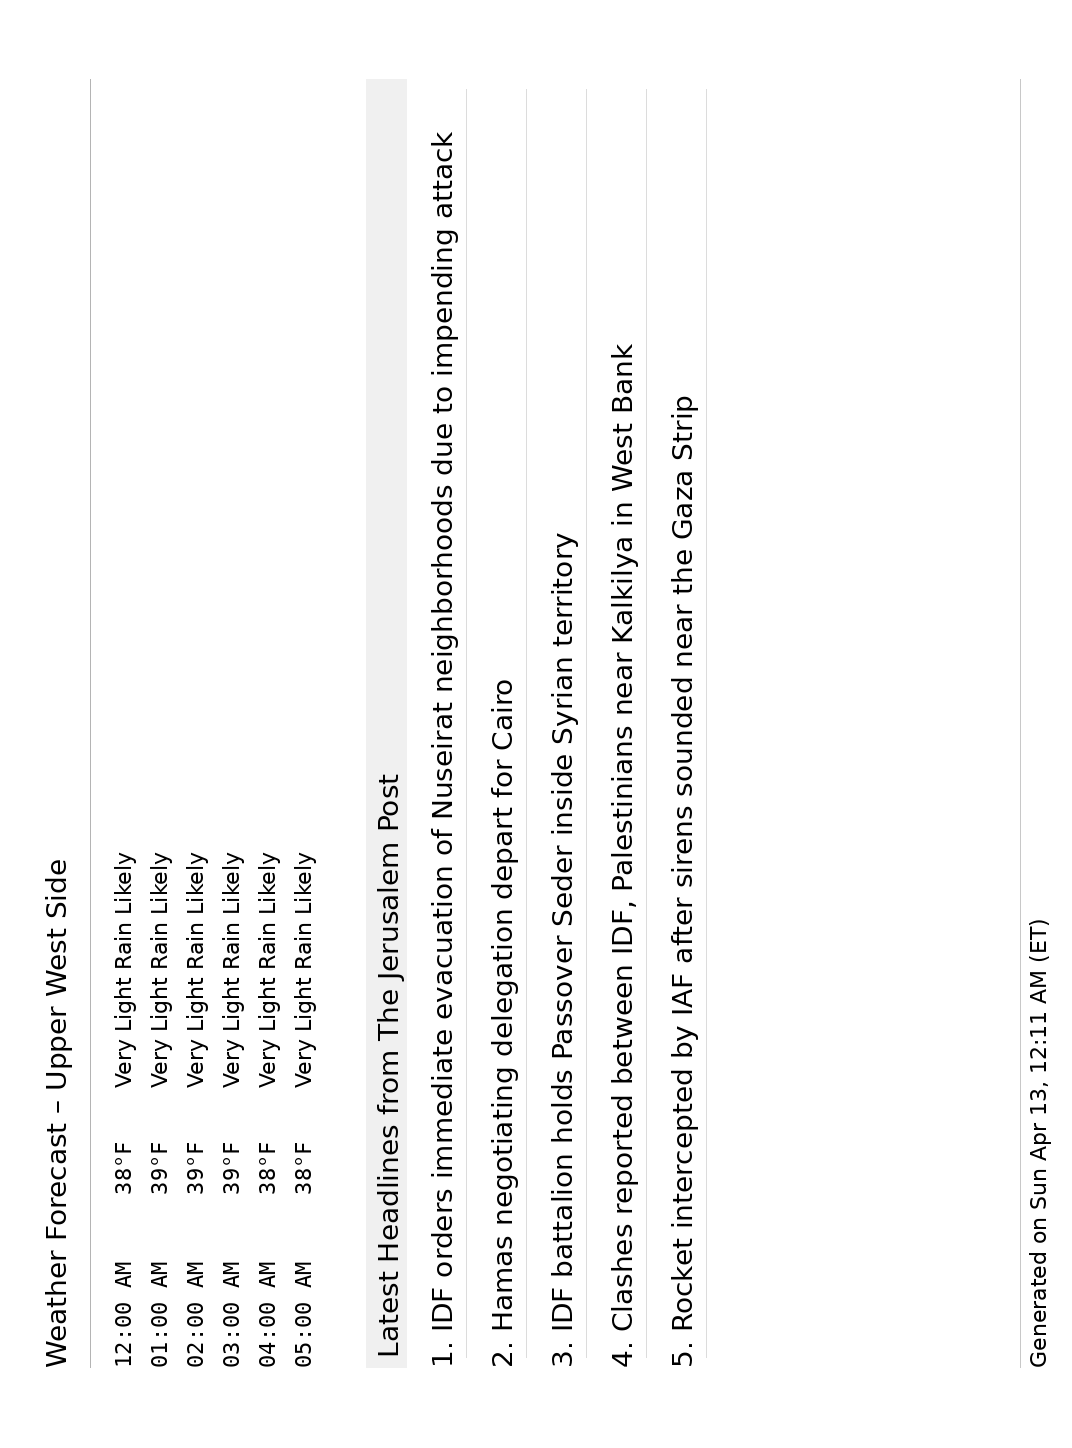 Weather Forecast – Upper West Side
12:00 AM 38°F Very Light Rain Likely
01:00 AM 39°F Very Light Rain Likely
02:00 AM 39°F Very Light Rain Likely
03:00 AM 39°F Very Light Rain Likely
04:00 AM 38°F Very Light Rain Likely
05:00 AM 38°F Very Light Rain Likely
Latest Headlines from The Jerusalem Post
1. IDF orders immediate evacuation of Nuseirat neighborhoods due to impending attack
2. Hamas negotiating delegation depart for Cairo
3. IDF battalion holds Passover Seder inside Syrian territory
4. Clashes reported between IDF, Palestinians near Kalkilya in West Bank
5. Rocket intercepted by IAF after sirens sounded near the Gaza Strip
Generated on Sun Apr 13, 12:11 AM (ET)